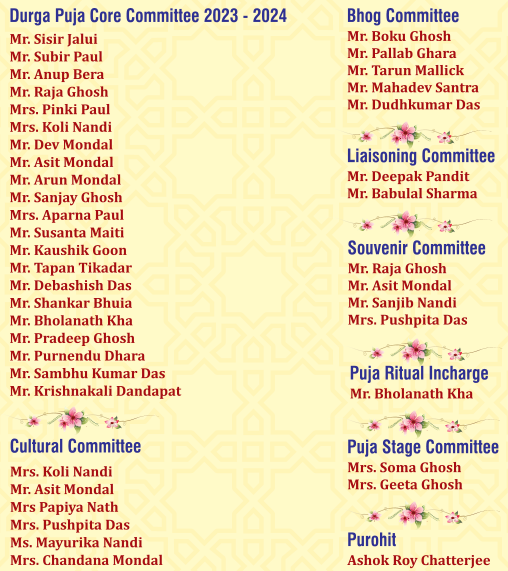 Durga Puja Core Committee 2023 - 2024
Mr. Sisir Jalui
Mr. Subir Paul
Mr. Anup Bera
Mr. Raja Ghosh
Mrs. Pinki Paul
Mrs. Koli Nandi
Mr. Dev Mondal
Mr. Asit Mondal
Mr. Arun Mondal
Mr. Sanjay Ghosh
Mrs. Aparna Paul
Mr. Susanta Maiti
Mr. Kaushik Goon
Mr. Tapan Tikadar
Mr. Debashish Das
Mr. Shankar Bhuia
Mr. Bholanath Kha
Mr. Pradeep Ghosh
Mr. Purnendu Dhara
Mr. Sambhu Kumar Das
Mr. Krishnakali Dandapat
Cultural Committee
Mrs. Koli Nandi
Mr. Asit Mondal
Mrs Papiya Nath
Mrs. Pushpita Das
Ms. Mayurika Nandi
Mrs. Chandana Mondal
Bhog Committee
Mr. Boku Ghosh
Mr. Pallab Ghara
Mr. Tarun Mallick
Mr. Mahadev Santra
Mr. Dudhkumar Das
Liaisoning Committee
Mr. Deepak Pandit
Mr. Babulal Sharma
Souvenir Committee
Mr. Raja Ghosh
Mr. Asit Mondal
Mr. Sanjib Nandi
Mrs. Pushpita Das
Puja Ritual Incharge
Mr. Bholanath Kha
Puja Stage Committee
Mrs. Soma Ghosh
Mrs. Geeta Ghosh
Purohit
Ashok Roy Chatterjee